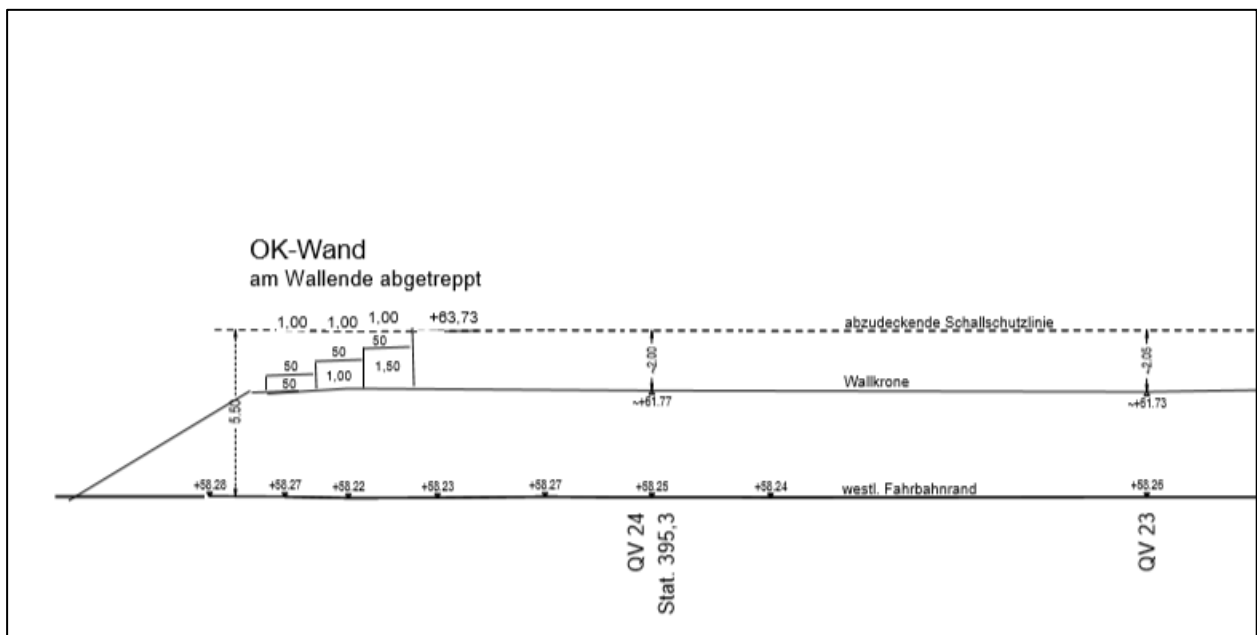 OK-Wand
am Wallende abgetreppt
1,00 1,00 1,00 +63,73
abzudeckende Schallschutzlinie
50
50
50
50
1,00
1,50
~2.00
~2.05
Wallkrone
~+61.77
~+61.73
5.50
+58.28 +58.27 +58.22 +58.23 +58.27 +58.25 +58.24 westl. Fahrbahnrand +58.26
QV 24
Stat. 395,3
QV 23